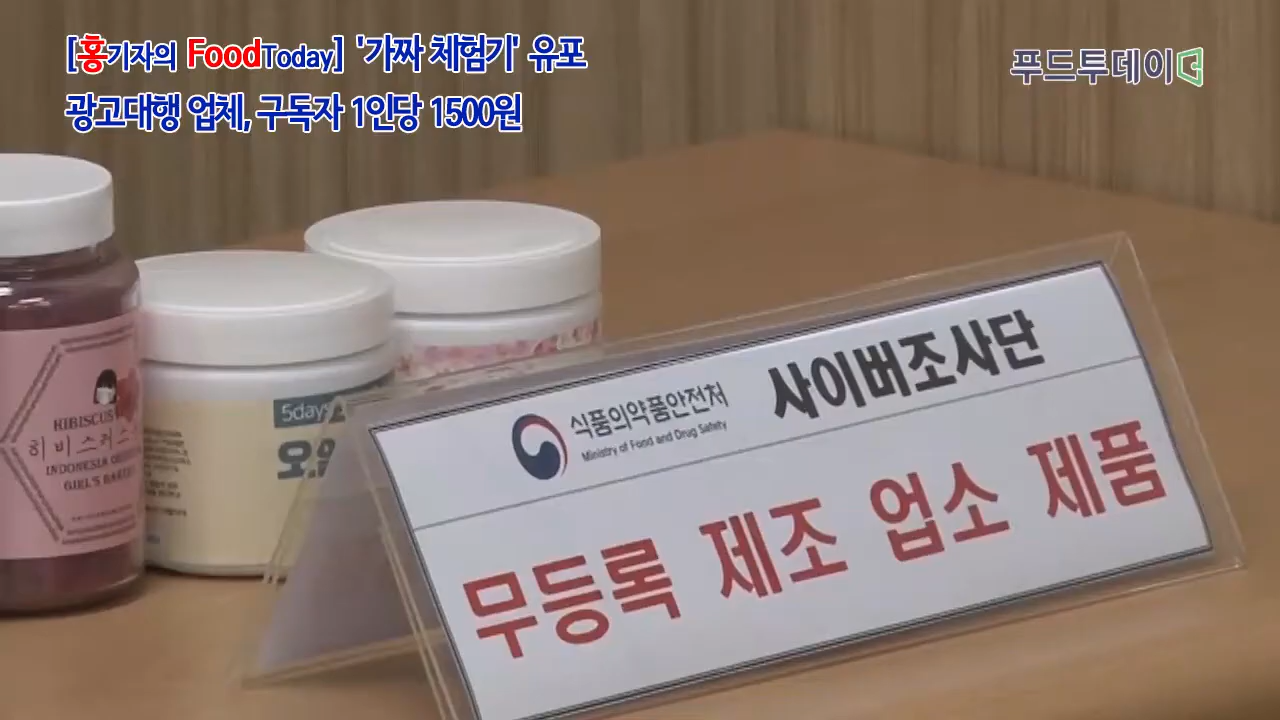 [홍기자의 FoodToday] '가짜 체험기' 유포
광고대행 업체, 구독자 1인당 1500원
푸드투데이
HIBISCUS
히비스커스
INDONESIA
GIRL'S
5days
식품의약품안전처
Ministry of Food and Drug Safety
사이버조사단
무등록 제조 업소 제품